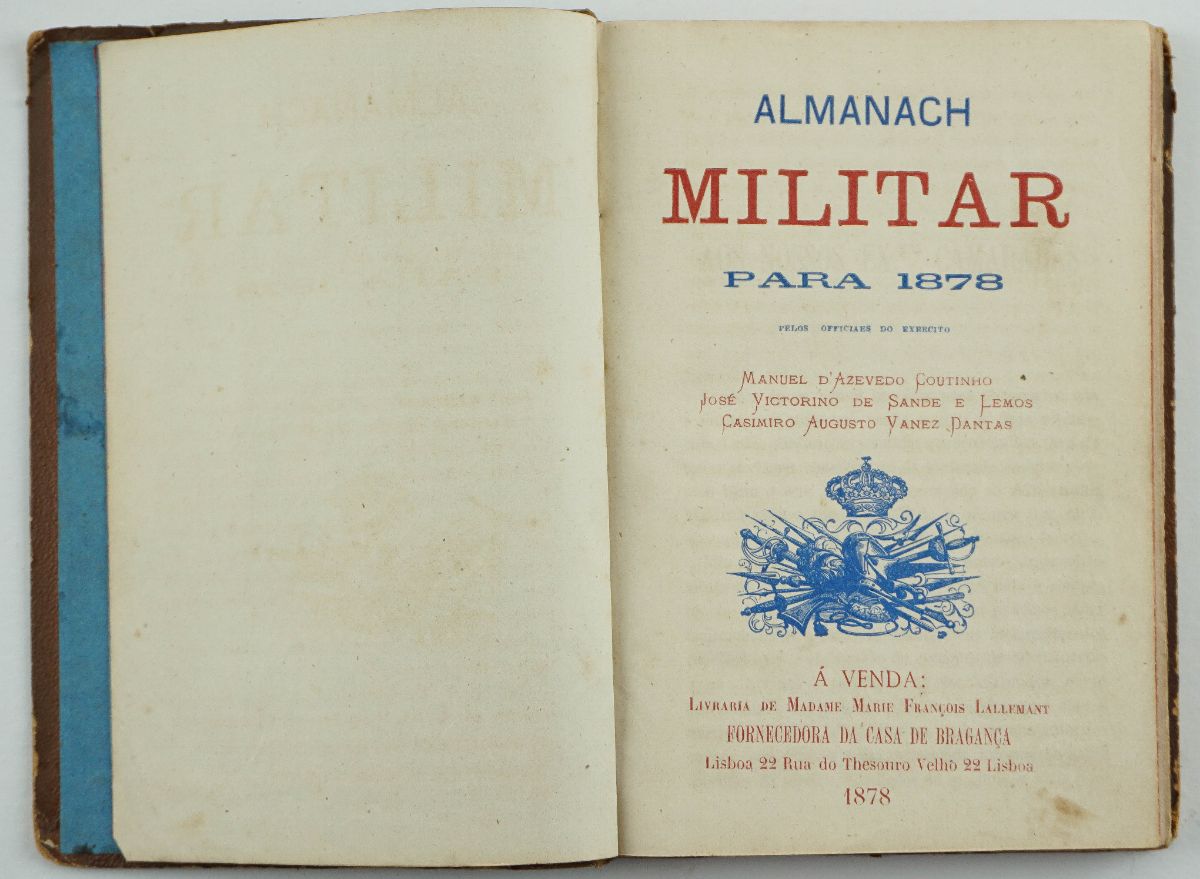 ALMANACH
MILITAR
PARA 1878
PELOS OFFICIAES DO EXERCITO
MANUEL D'AZEVEDO COUTINHO
JOSÉ VICTORINO DE SANDE E LEMOS
CASIMIRO AUGUSTO VANEZ DANTAS
Á VENDA:
LIVRARIA DE MADAME MARIE FRANÇOIS LALLEMANT
FORNECEDORA DA CASA DE BRAGANÇA
Lisboa 22 Rua do Thesouro Velho 22 Lisboa
1878